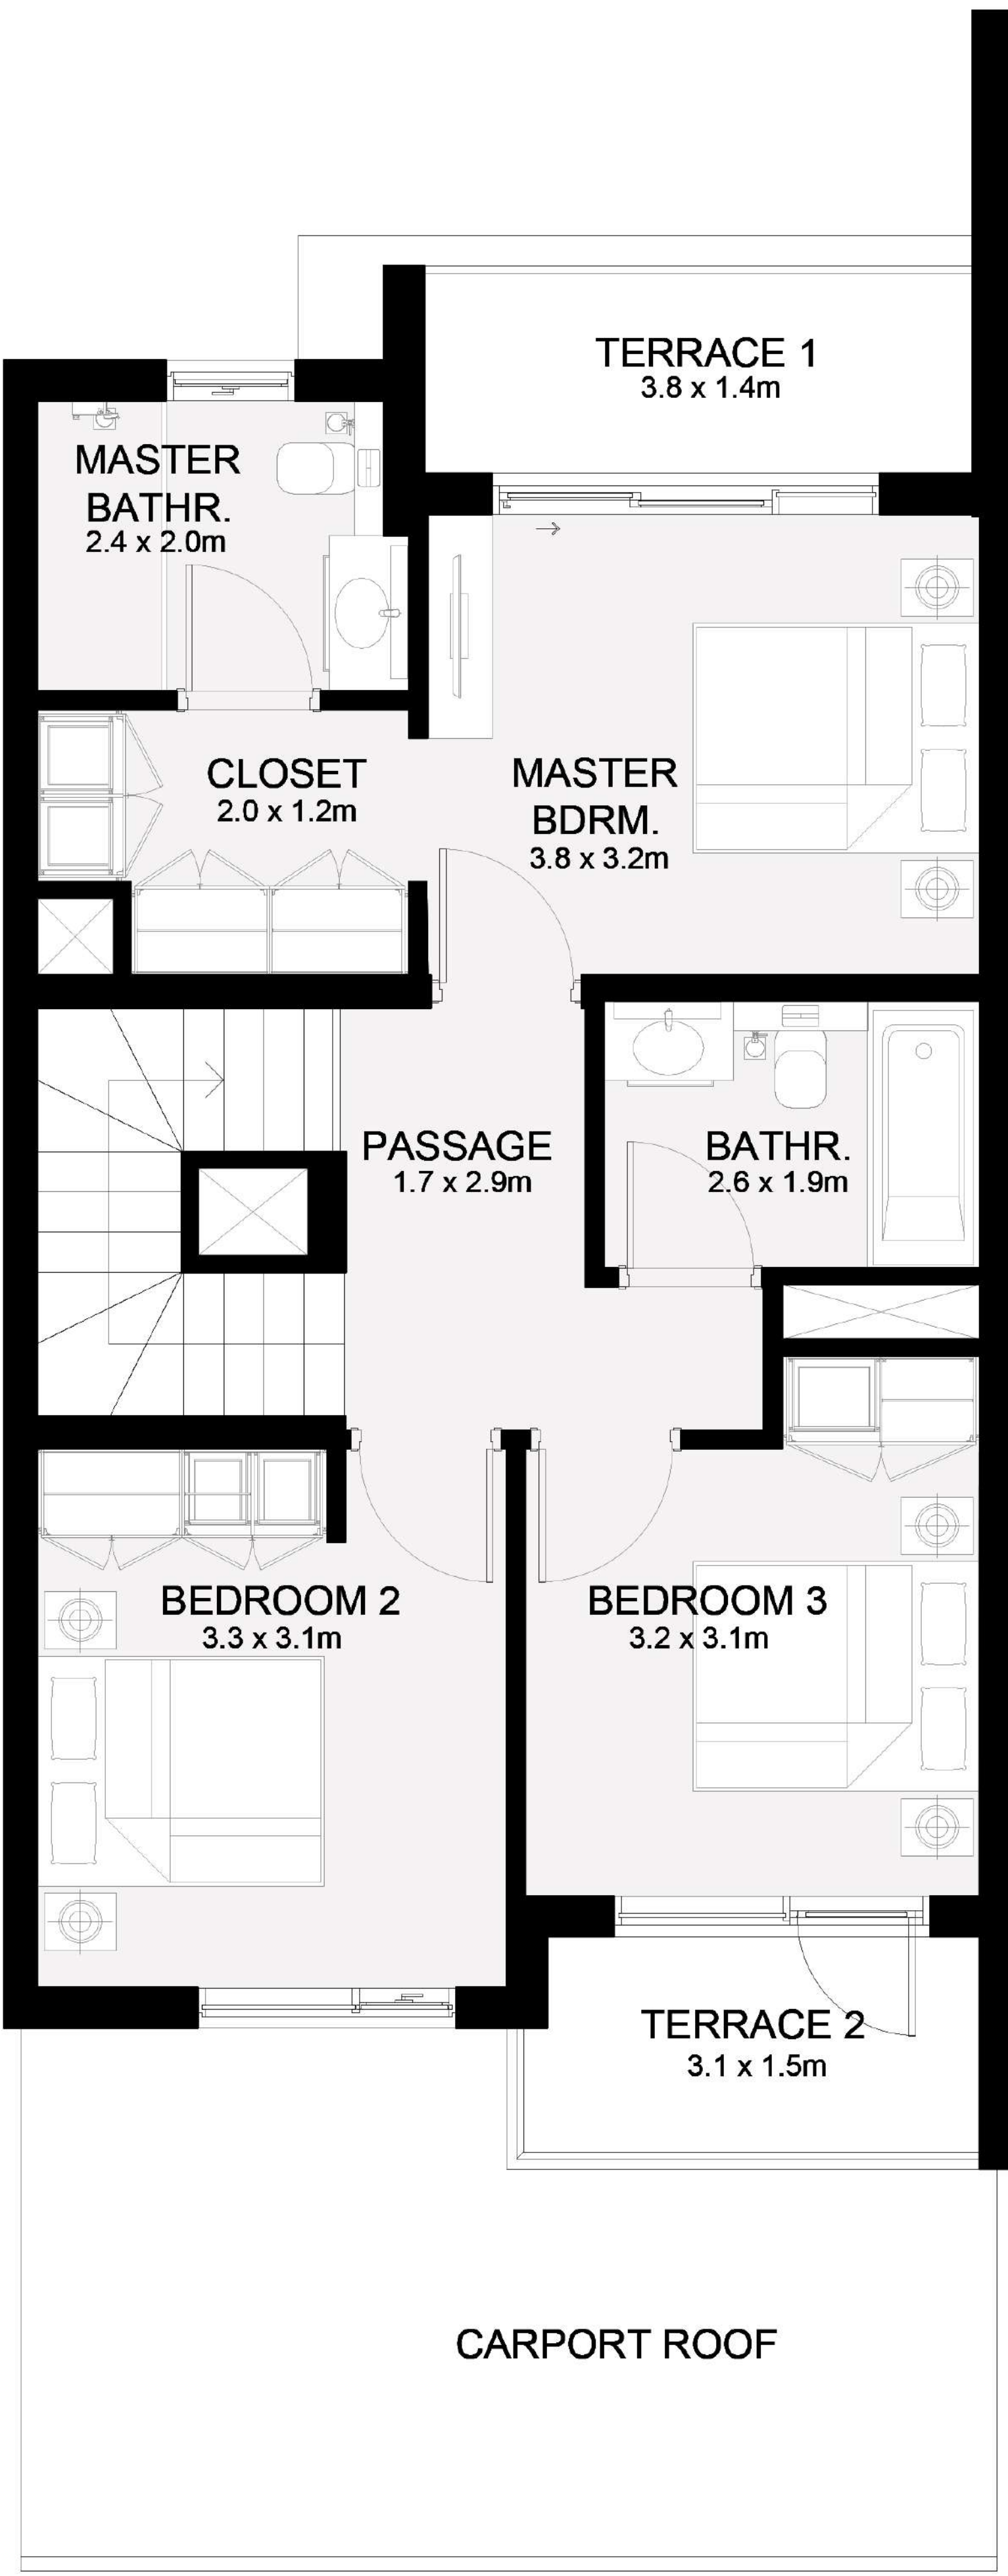 TERRACE 1
3.8 x 1.4m
MASTER
BATHR.
2.4 x 2.0m
CLOSET
2.0 x 1.2m
MASTER
BDRM.
3.8 x 3.2m
PASSAGE
1.7 x 2.9m
BATHR.
2.6 x 1.9m
BEDROOM 2
3.3 x 3.1m
BEDROOM 3
3.2 x 3.1m
TERRACE 2
3.1 x 1.5m
CARPORT ROOF